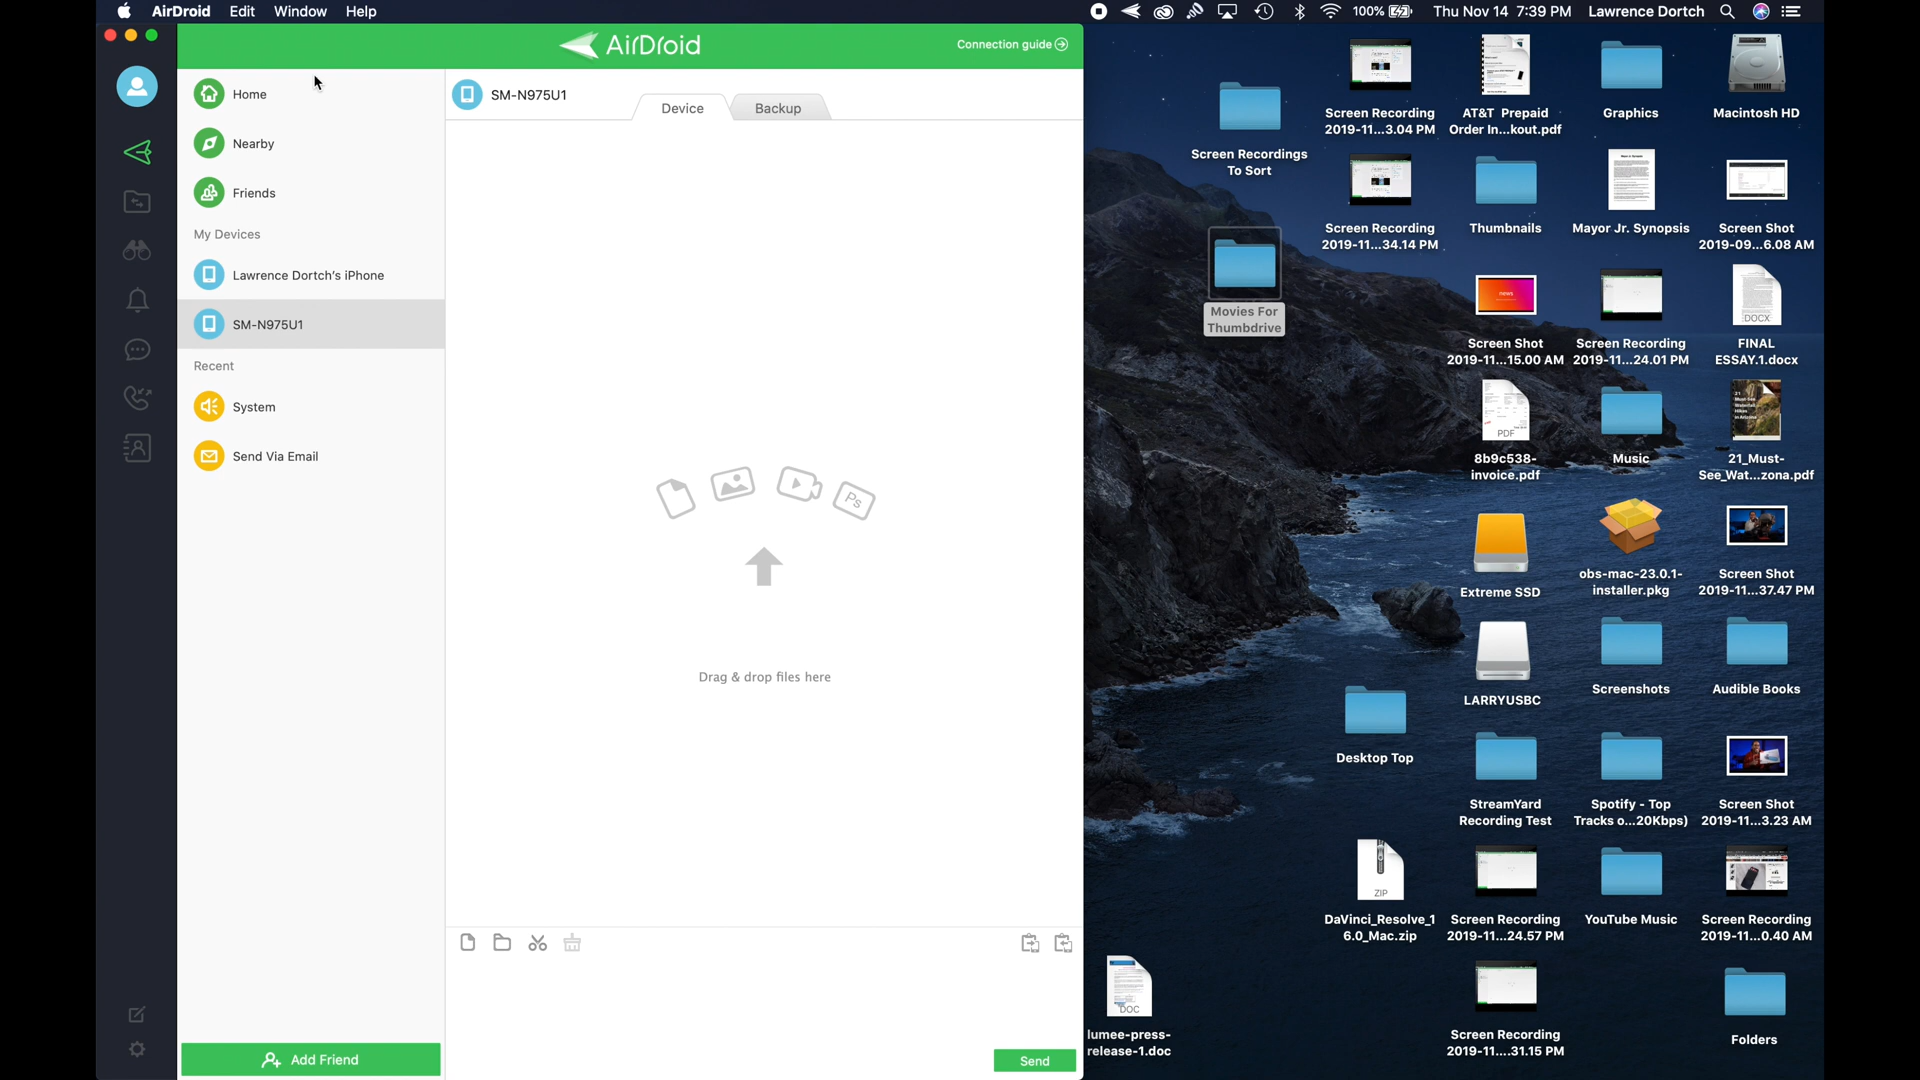 AirDroid Edit Window Help
100% Thu Nov 14 7:39 PM Lawrence Dortch
AirDroid
Connection guide
Home
Nearby
Friends
My Devices
Lawrence Dortch's iPhone
SM-N975U1
Recent
System
Send Via Email
Add Friend
SM-N975U1
Device
Backup
Ps
Drag & drop files here
Send
Screen Recordings
To Sort
Screen Recording
2019-11...3.04 PM
AT&T Prepaid
Order In...kout.pdf
Graphics
Macintosh HD
Screen Recording
2019-11...34.14 PM
Thumbnails
Mayor Jr. Synopsis
Screen Shot
2019-09...6.08 AM
Movies For
Thumbdrive
news
Screen Shot
2019-11...15.00 AM
Screen Recording
2019-11...24.01 PM
DOCX
FINAL
ESSAY.1.docx
PDF
8b9c538-
invoice.pdf
Music
21_Must-
See_Wat...zona.pdf
Extreme SSD
obs-mac-23.0.1-
installer.pkg
Screen Shot
2019-11...37.47 PM
LARRYUSBC
Screenshots
Audible Books
Desktop Top
StreamYard
Recording Test
Spotify - Top
Tracks o...20Kbps)
Screen Shot
2019-11...3.23 AM
ZIP
DaVinci_Resolve_1
6.0_Mac.zip
Screen Recording
2019-11...24.57 PM
YouTube Music
Screen Recording
2019-11...0.40 AM
DOC
lumee-press-
release-1.doc
Screen Recording
2019-11....31.15 PM
Folders